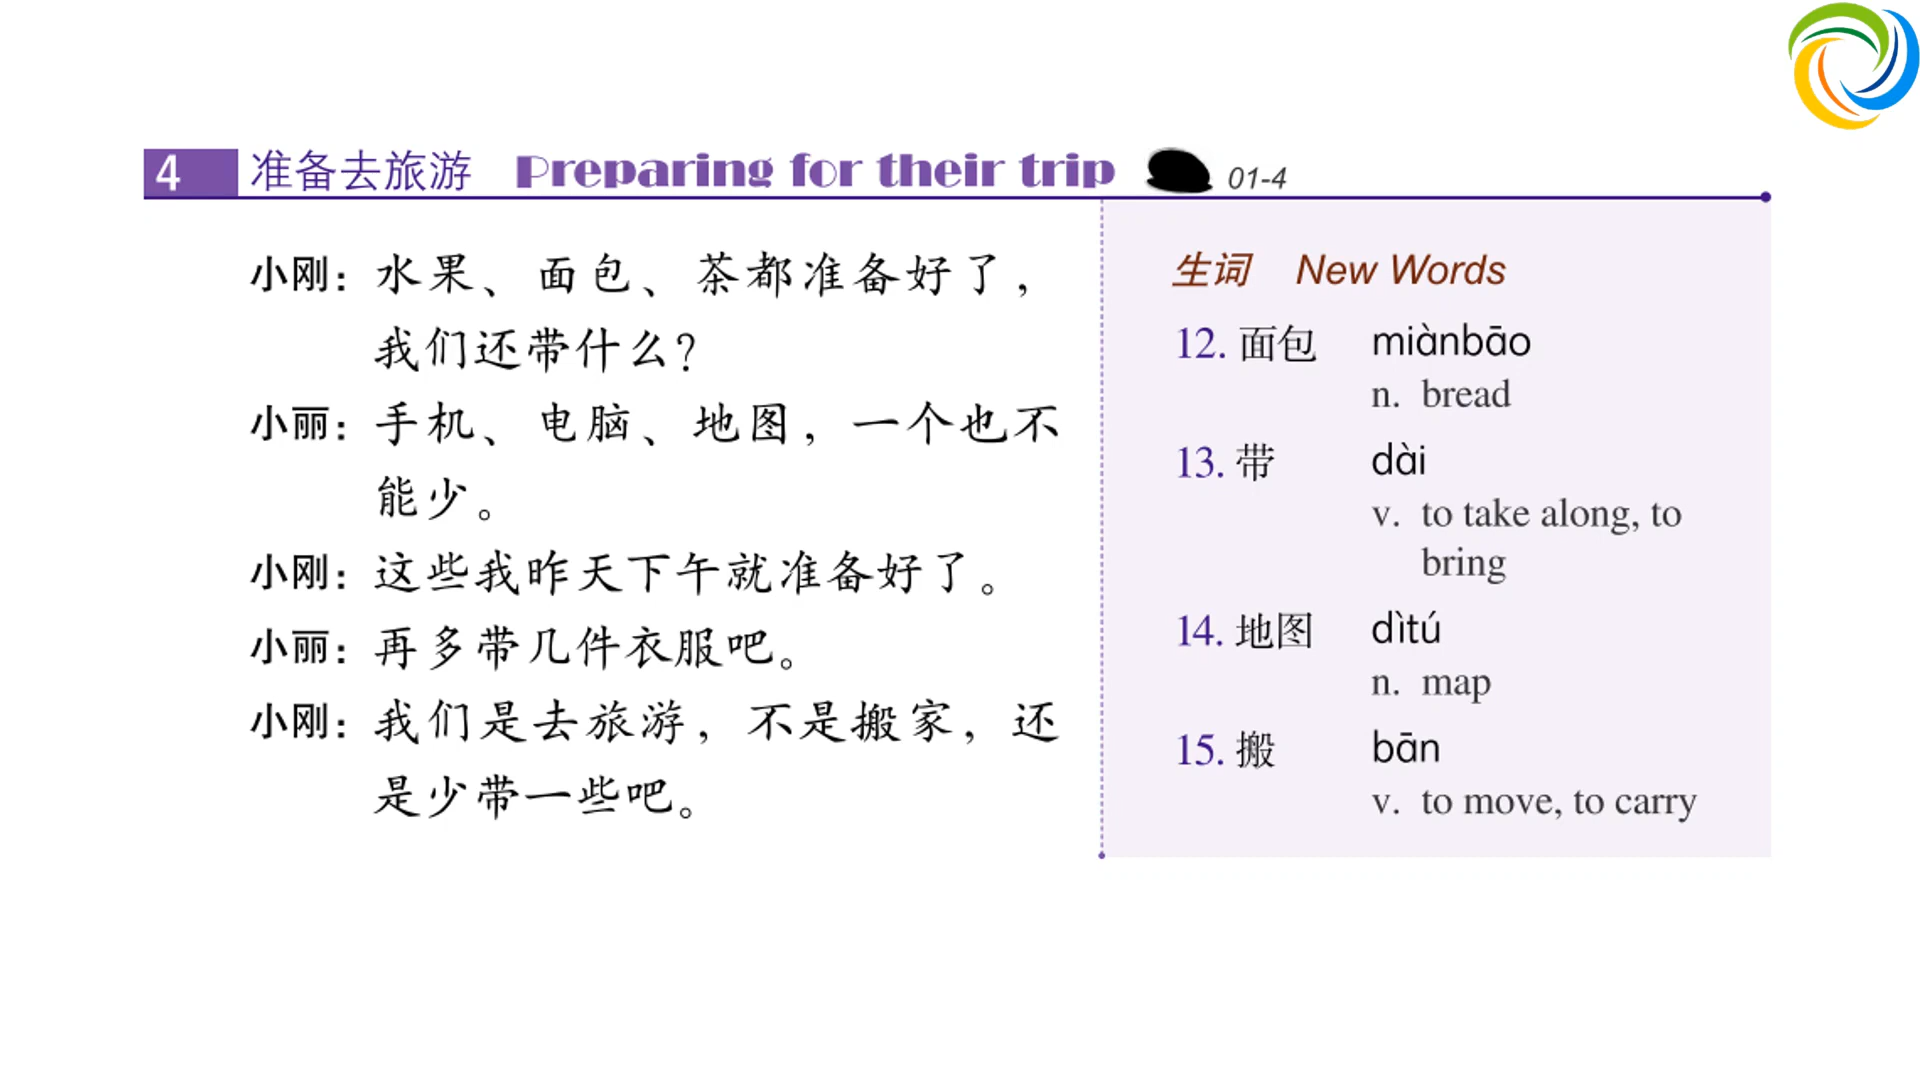 4 准备去旅游 Preparing for their trip 01-4
小刚：水果、面包、茶都准备好了，
我们还带什么？
小丽：手机、电脑、地图，一个也不
能少。
小刚：这些我昨天下午就准备好了。
小丽：再多带几件衣服吧。
小刚：我们是去旅游，不是搬家，还
是少带一些吧。
生词 New Words
12. 面包 miànbāo
n. bread
13. 带 dài
v. to take along, to
bring
14. 地图 dìtú
n. map
15. 搬 bān
v. to move, to carry